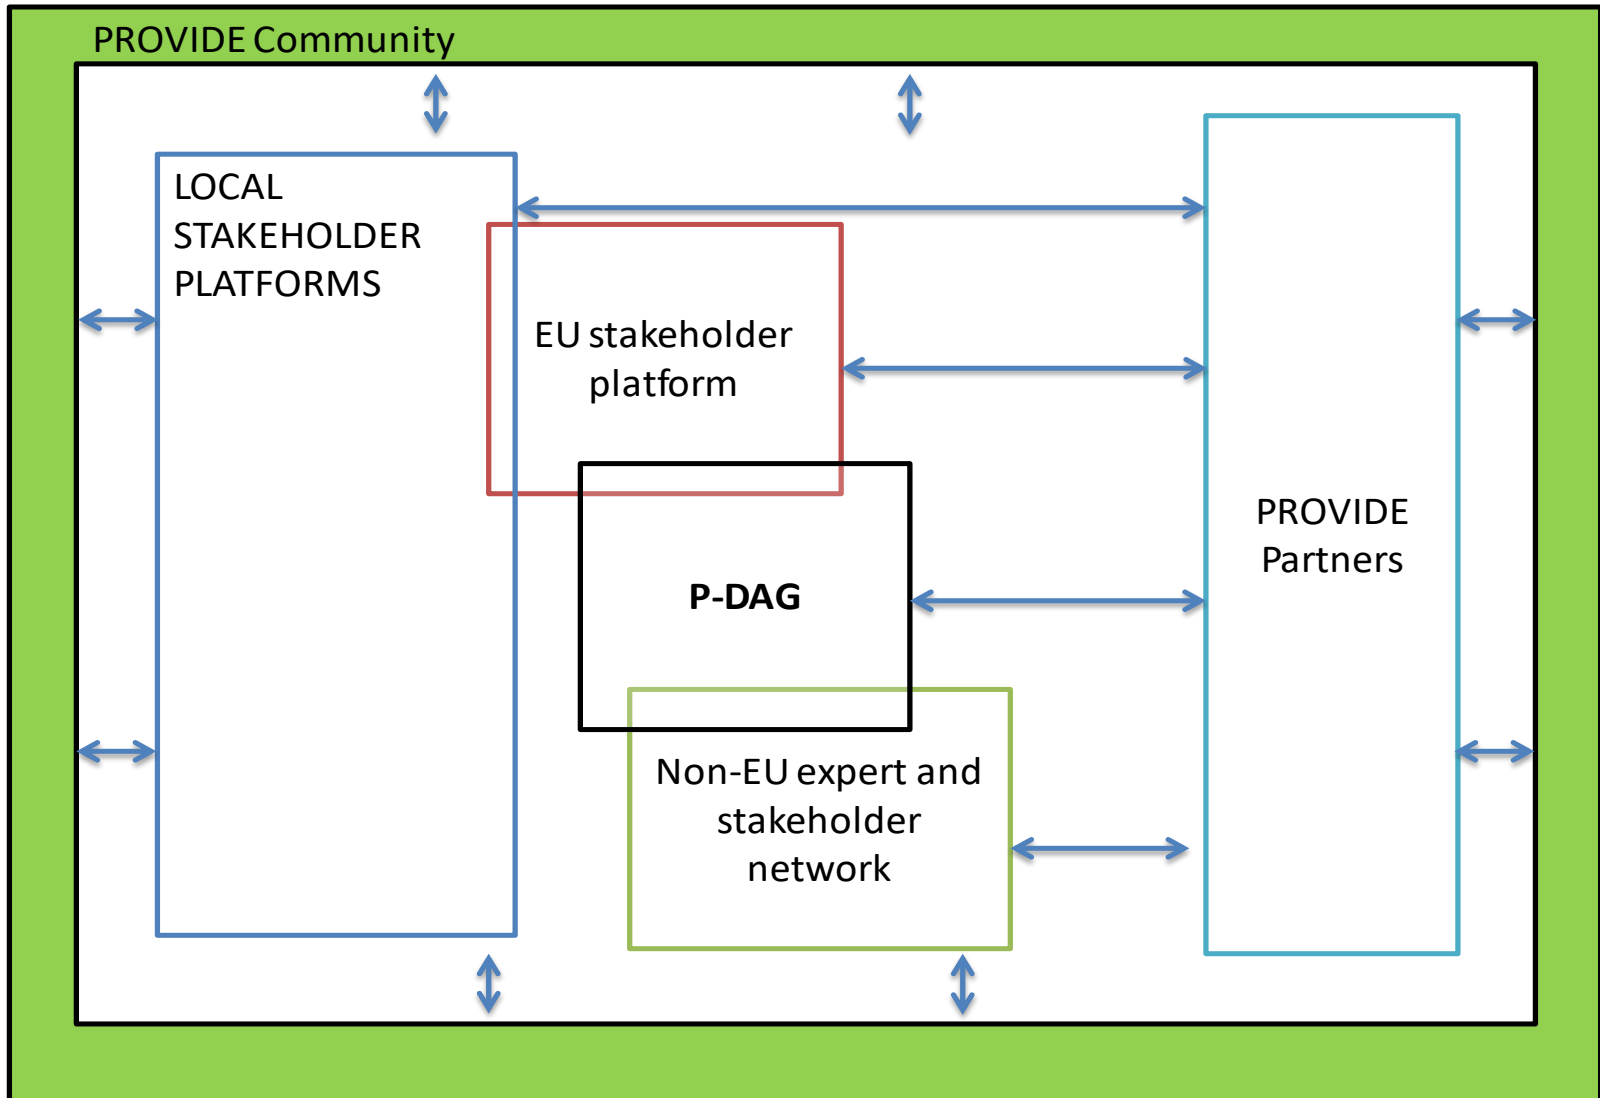 PROVIDE Community
LOCAL
STAKEHOLDER
PLATFORMS
EU stakeholder
platform
P-DAG
PROVIDE
Partners
Non-EU expert and
stakeholder
network